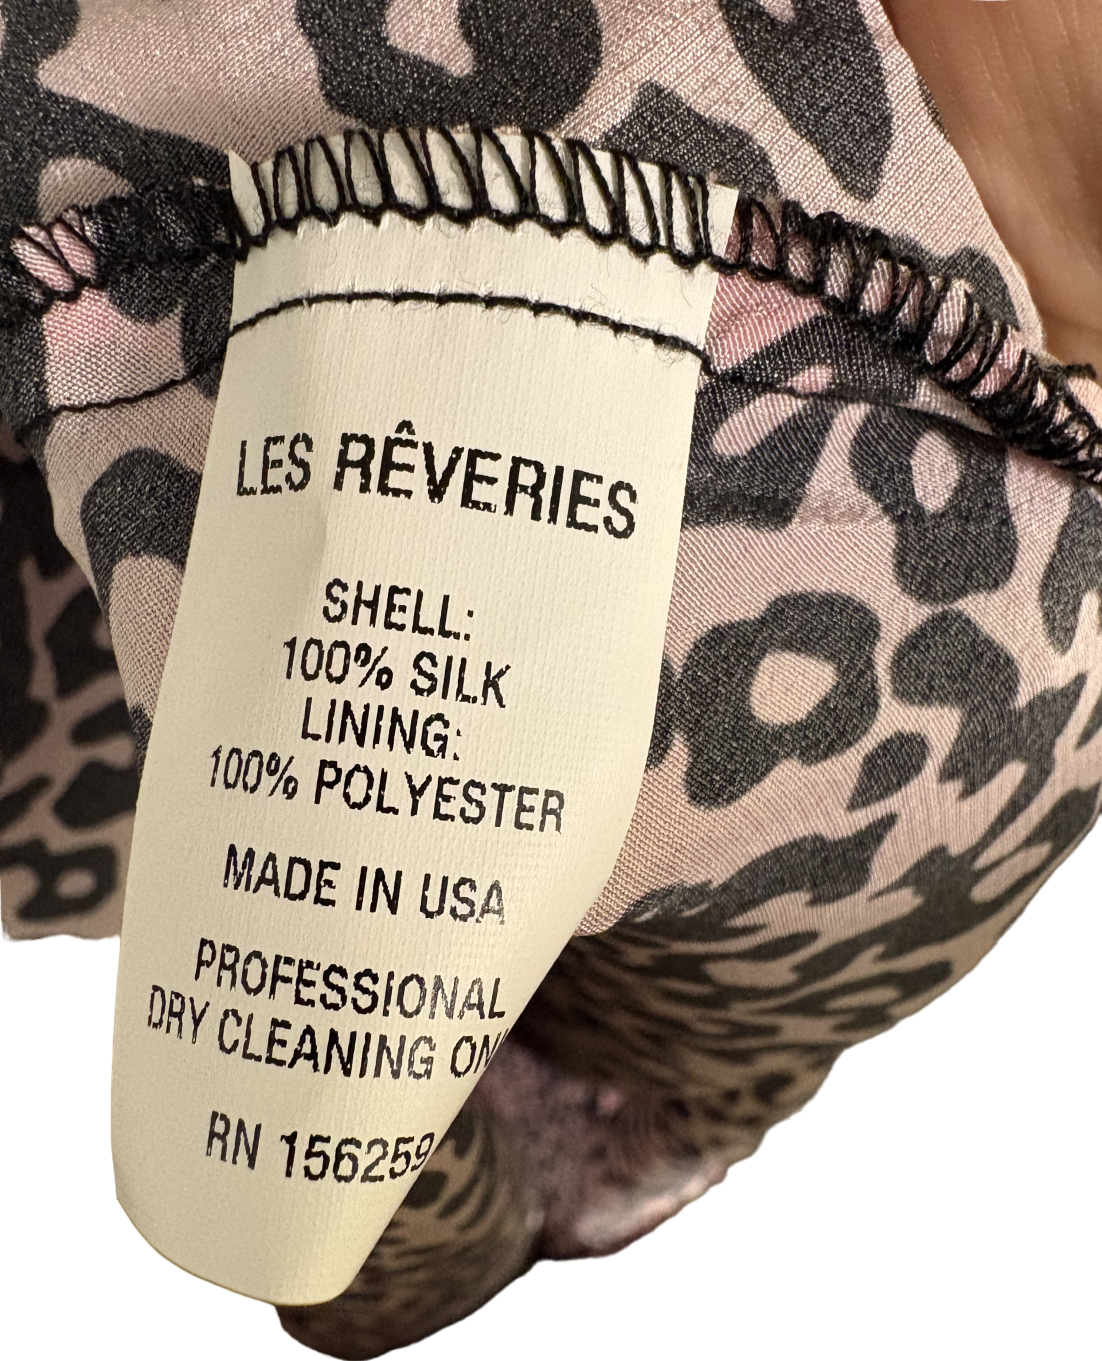 LES RÊVERIES
SHELL:
100% SILK
LINING:
100% POLYESTER
MADE IN USA
PROFESSIONAL
DRY CLEANING
RN 156259